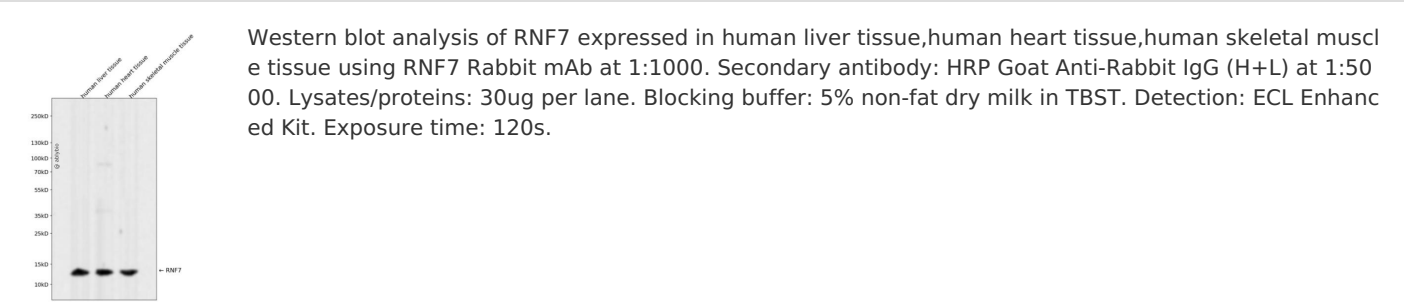 human liver tissue
human heart tissue
human skeletal muscle tissue
Western blot analysis of RNF7 expressed in human liver tissue,human heart tissue,human skeletal muscl
e tissue using RNF7 Rabbit mAb at 1:1000. Secondary antibody: HRP Goat Anti-Rabbit IgG (H+L) at 1:50
00. Lysates/proteins: 30ug per lane. Blocking buffer: 5% non-fat dry milk in TBST. Detection: ECL Enhanc
ed Kit. Exposure time: 120s.
250kD
130kD
100kD
70kD
55kD
35kD
25kD
15kD
10kD
← RNF7